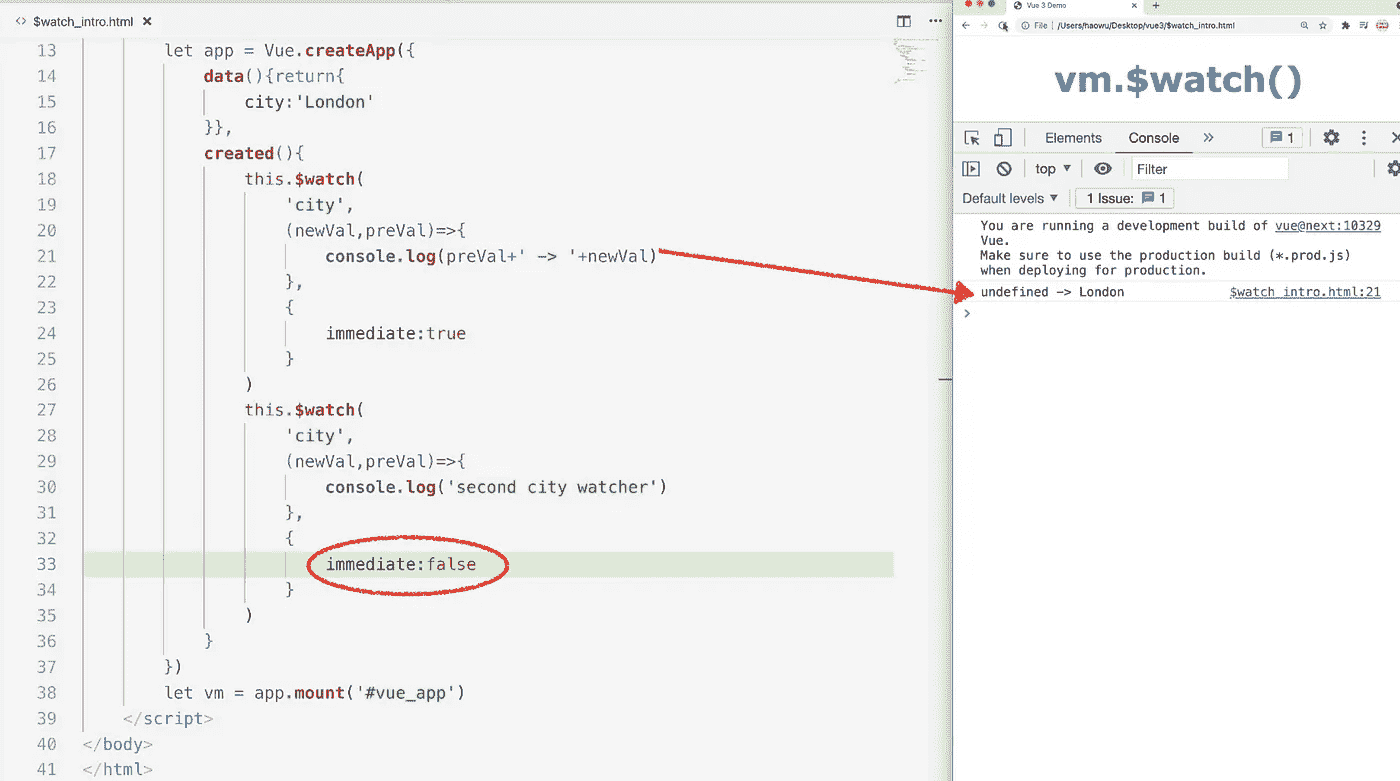 $watch_intro.html
13 let app = Vue.createApp({
14 data(){return{
15 city:'London'
16 }},
17 created(){
18 this.$watch(
19 'city',
20 (newVal,preVal)=>{
21 console.log(preVal+' -> '+newVal)
22 },
23 {
24 immediate:true
25 }
26 )
27 this.$watch(
28 'city',
29 (newVal,preVal)=>{
30 console.log('second city watcher')
31 },
32 {
33 immediate:false
34 }
35 )
36 }
37 })
38 let vm = app.mount('#vue_app')
39 </script>
40 </body>
41 </html>
Vue 3 Demo
File | /Users/haowu/Desktop/vue3/$watch_intro.html
vm.$watch()
Elements Console 1
top Filter
Default levels 1 Issue: 1
You are running a development build of vue@next:10329
Vue.
Make sure to use the production build (*.prod.js)
when deploying for production.
undefined -> London $watch_intro.html:21